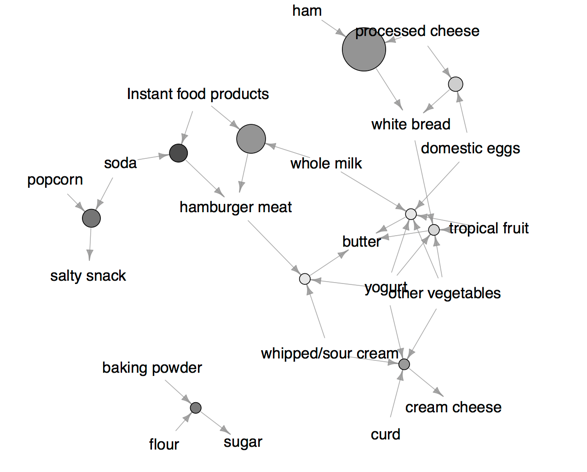 ham
processed cheese
Instant food products
white bread
domestic eggs
soda
whole milk
popcorn
hamburger meat
tropical fruit
butter
salty snack
yogurt
other vegetables
whipped/sour cream
baking powder
cream cheese
curd
flour
sugar